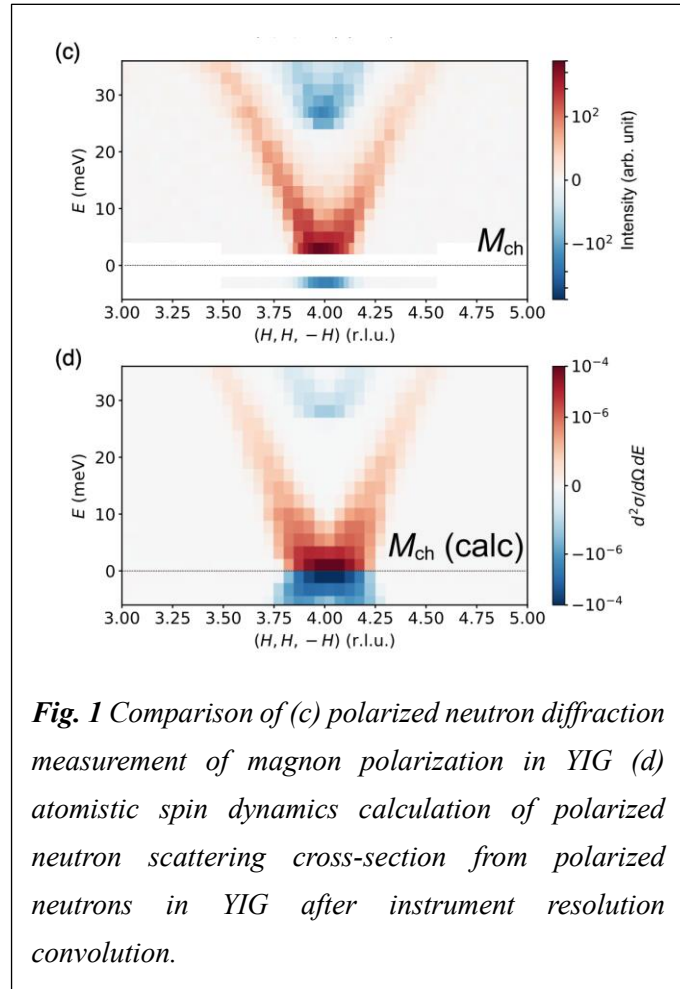 (c)
30
20
10
0
E (meV)
M_ch
3.00 3.25 3.50 3.75 4.00 4.25 4.50 4.75 5.00
(H, H, −H) (r.l.u.)
10²
0
−10²
Intensity (arb. unit)
(d)
30
20
10
0
E (meV)
M_ch (calc)
3.00 3.25 3.50 3.75 4.00 4.25 4.50 4.75 5.00
(H, H, −H) (r.l.u.)
10⁻⁴
10⁻⁶
0
−10⁻⁶
−10⁻⁴
d²σ/dΩ dE
Fig. 1 Comparison of (c) polarized neutron diffraction
measurement of magnon polarization in YIG (d)
atomistic spin dynamics calculation of polarized
neutron scattering cross-section from polarized
neutrons in YIG after instrument resolution
convolution.